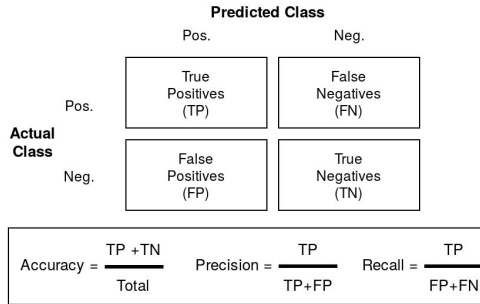 Predicted Class
Pos. Neg.
True Positives (TP)
False Negatives (FN)
Pos.
Actual Class
False Positives (FP)
True Negatives (TN)
Neg.
Accuracy = TP +TN / Total
Precision = TP / TP+FP
Recall = TP / FP+FN